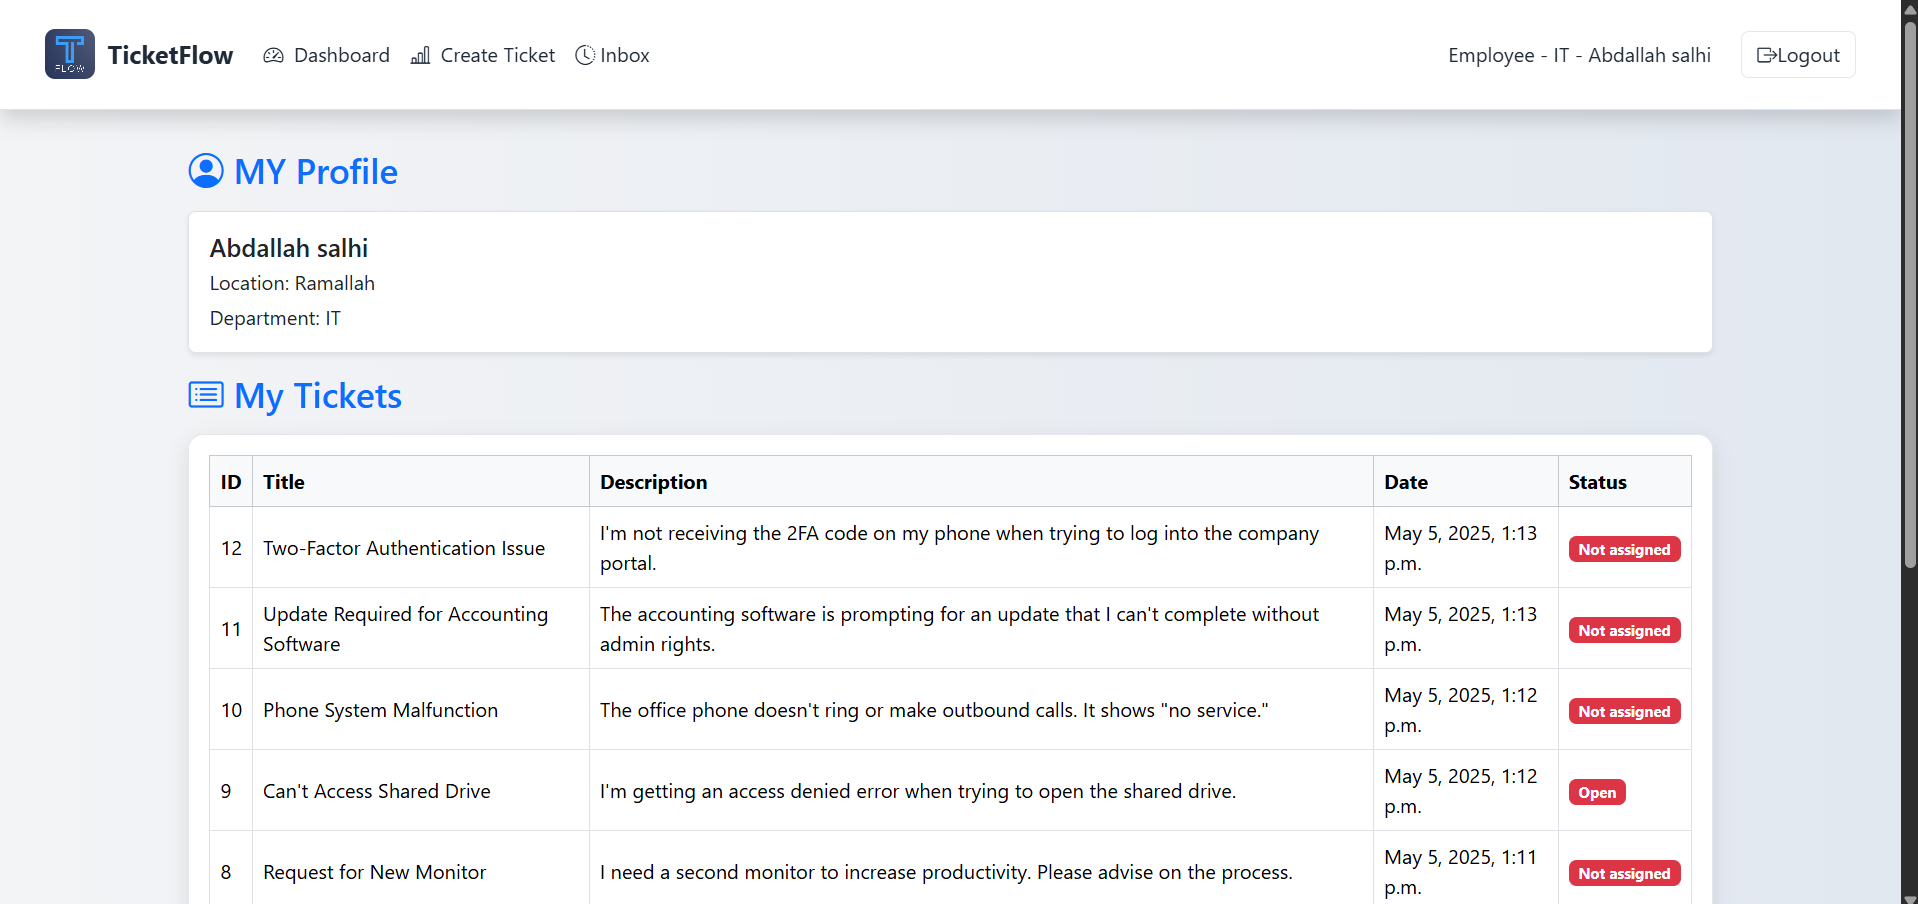 T FLOW TicketFlow Dashboard Create Ticket Inbox Employee - IT - Abdallah salhi Logout
MY Profile
Abdallah salhi
Location: Ramallah
Department: IT
My Tickets
ID Title Description Date Status
12 Two-Factor Authentication Issue I'm not receiving the 2FA code on my phone when trying to log into the company portal. May 5, 2025, 1:13 p.m. Not assigned
11 Update Required for Accounting Software The accounting software is prompting for an update that I can't complete without admin rights. May 5, 2025, 1:13 p.m. Not assigned
10 Phone System Malfunction The office phone doesn't ring or make outbound calls. It shows "no service." May 5, 2025, 1:12 p.m. Not assigned
9 Can't Access Shared Drive I'm getting an access denied error when trying to open the shared drive. May 5, 2025, 1:12 p.m. Open
8 Request for New Monitor I need a second monitor to increase productivity. Please advise on the process. May 5, 2025, 1:11 p.m. Not assigned